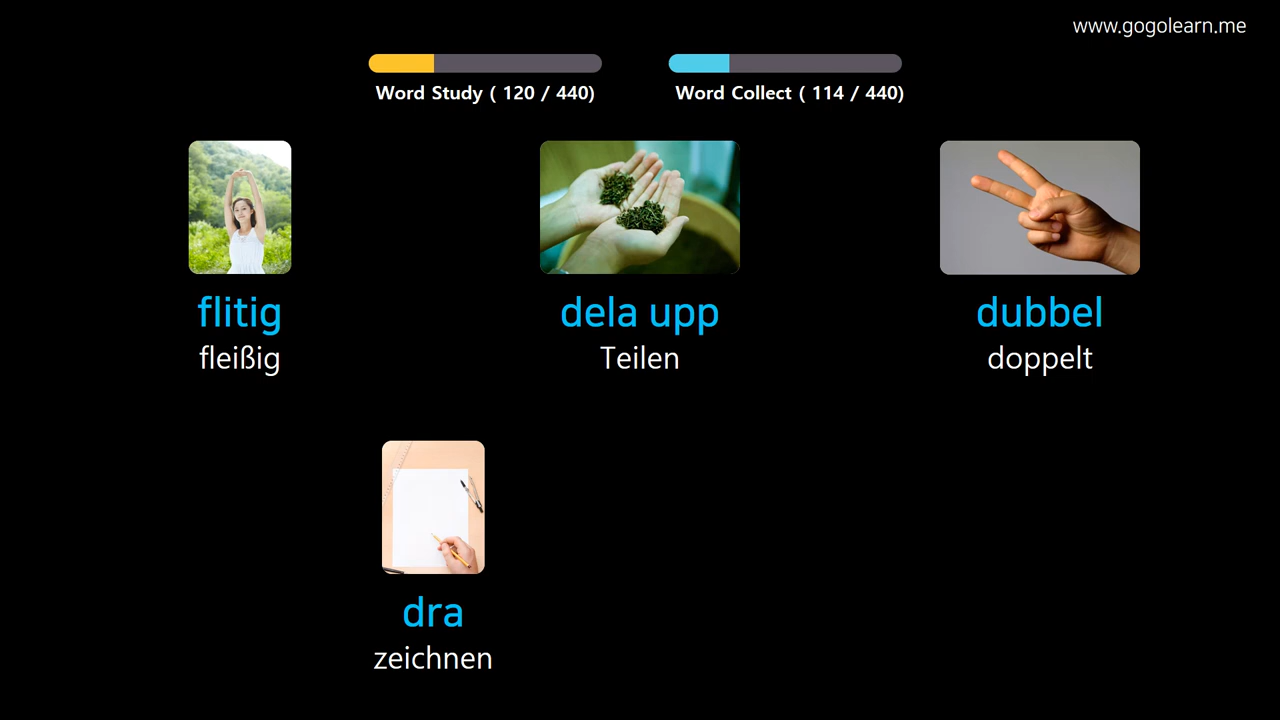 www.gogolearn.me
Word Study ( 120 / 440)
Word Collect ( 114 / 440)
flitig
fleißig
dela upp
Teilen
dubbel
doppelt
dra
zeichnen